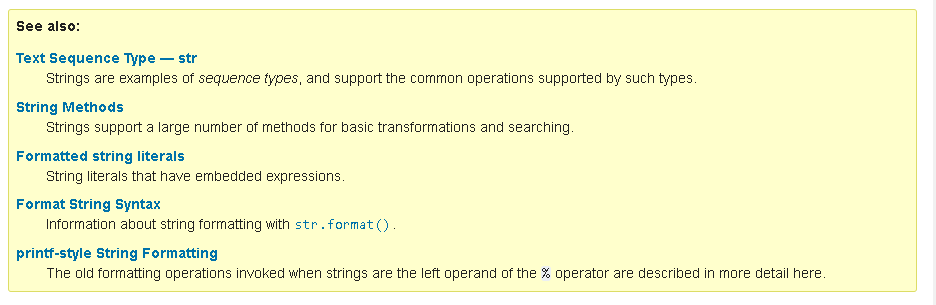 See also:
Text Sequence Type — str
Strings are examples of sequence types, and support the common operations supported by such types.
String Methods
Strings support a large number of methods for basic transformations and searching.
Formatted string literals
String literals that have embedded expressions.
Format String Syntax
Information about string formatting with str.format().
printf-style String Formatting
The old formatting operations invoked when strings are the left operand of the % operator are described in more detail here.